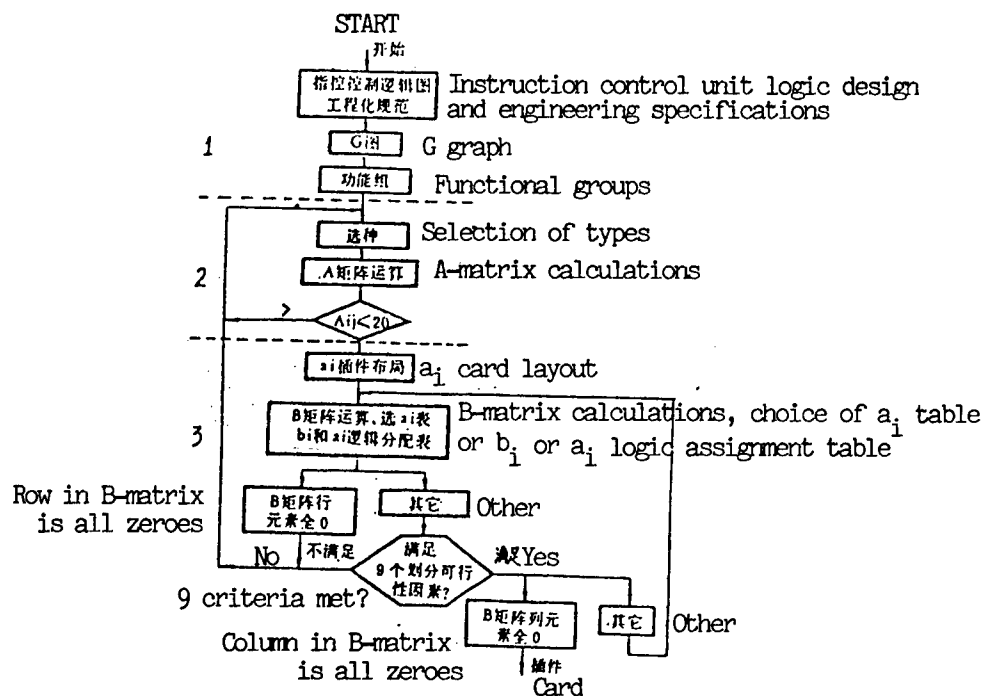 START
开始
指控控制逻辑图
工程化规范
Instruction control unit logic design
and engineering specifications
1
G图
G graph
功能组
Functional groups
选种
Selection of types
2
A矩阵运算
A-matrix calculations
>
Aij<20
ai插件布局
ai card layout
3
B矩阵运算、选ai表
bi和ai逻辑分配表
B-matrix calculations, choice of ai table
or bi or ai logic assignment table
Row in B-matrix
is all zeroes
B矩阵行
元素全0
其它
Other
No
不满足
满足
9个划分可行
性因素?
满足
Yes
9 criteria met?
B矩阵列元
素全0
其它
Other
Column in B-matrix
is all zeroes
插件
Card